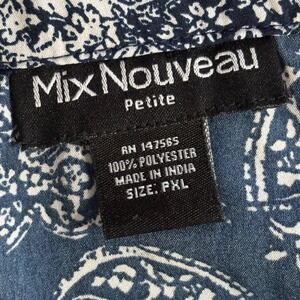 Mix Nouveau
Petite
RN 147565
100% POLYESTER
MADE IN INDIA
SIZE: PXL